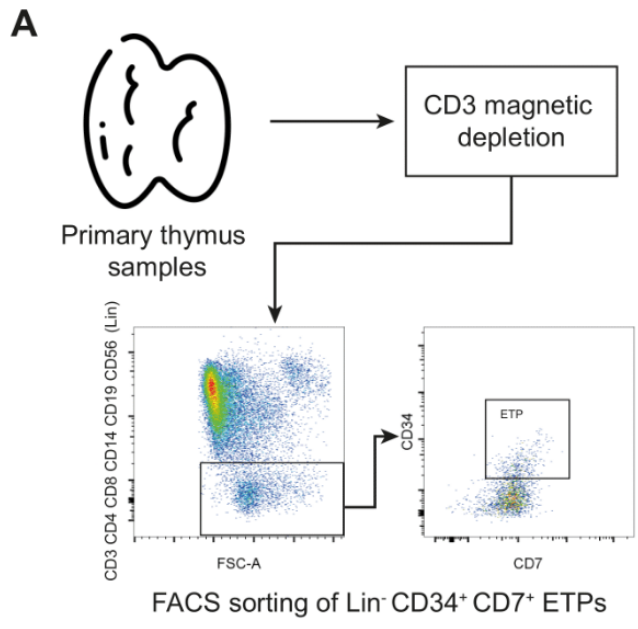 A
CD3 magnetic
depletion
Primary thymus
samples
CD3 CD4 CD8 CD14 CD19 CD56 (Lin)
FSC-A
CD34
ETP
CD7
FACS sorting of Lin⁻ CD34⁺ CD7⁺ ETPs